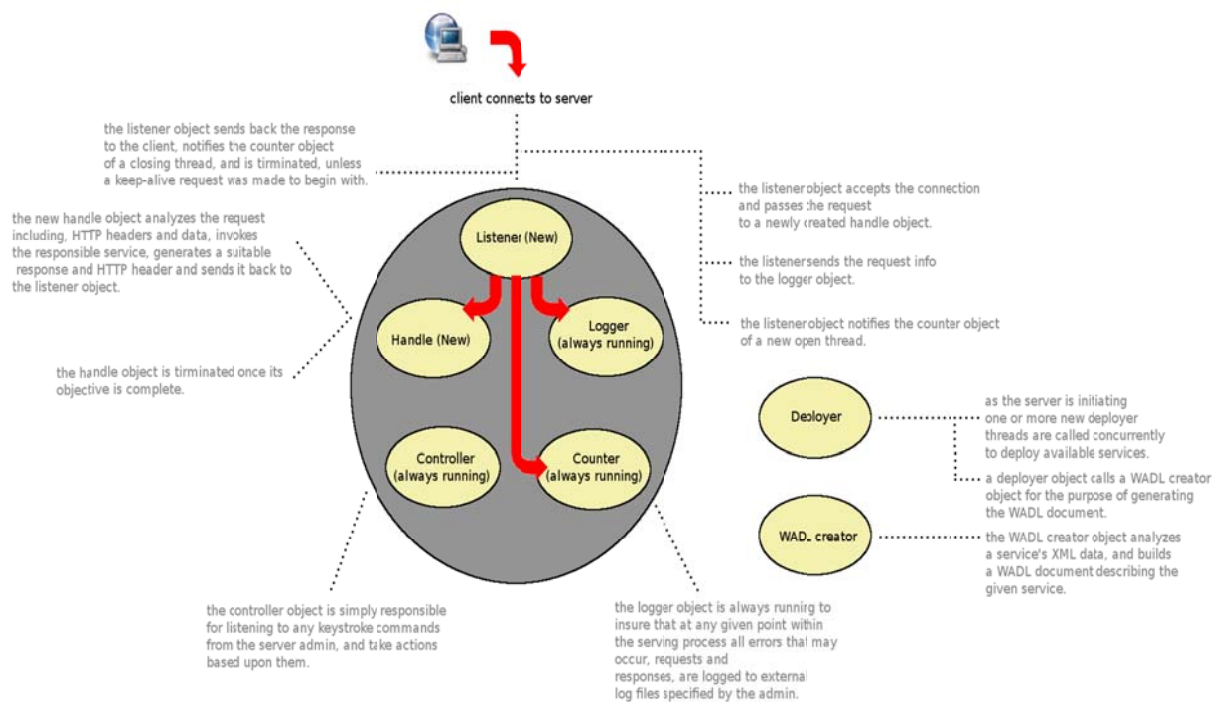 client connects to server
the listener object sends back the response
to the client, notifies the counter object
of a closing thread, and is tirminated, unless
a keep-alive request was made to begin with.
the new handle object analyzes the request
including, HTTP headers and data, invokes
the responsible service, generates a suitable
response and HTTP header and sends it back to
the listener object.
the handle object is tirminated once its
objective is complete.
the listener object accepts the connection
and passes the request
to a newly created handle object.
the listener sends the request info
to the logger object.
the listener object notifies the counter object
of a new open thread.
Listener (New)
Handle (New)
Logger
(always running)
Controller
(always running)
Counter
(always running)
Deployer
as the server is initiating
one or more new deployer
threads are called concurrently
to deploy available services.
a deployer object calls a WADL creator
object for the purpose of generating
the WADL document.
WADL creator
the WADL creator object analyzes
a service's XML data, and builds
a WADL document describing the
given service.
the controller object is simply responsible
for listening to any keystroke commands
from the server admin, and take actions
based upon them.
the logger object is always running to
insure that at any given point within
the serving process all errors that may
occur, requests and
responses, are logged to external
log files specified by the admin.